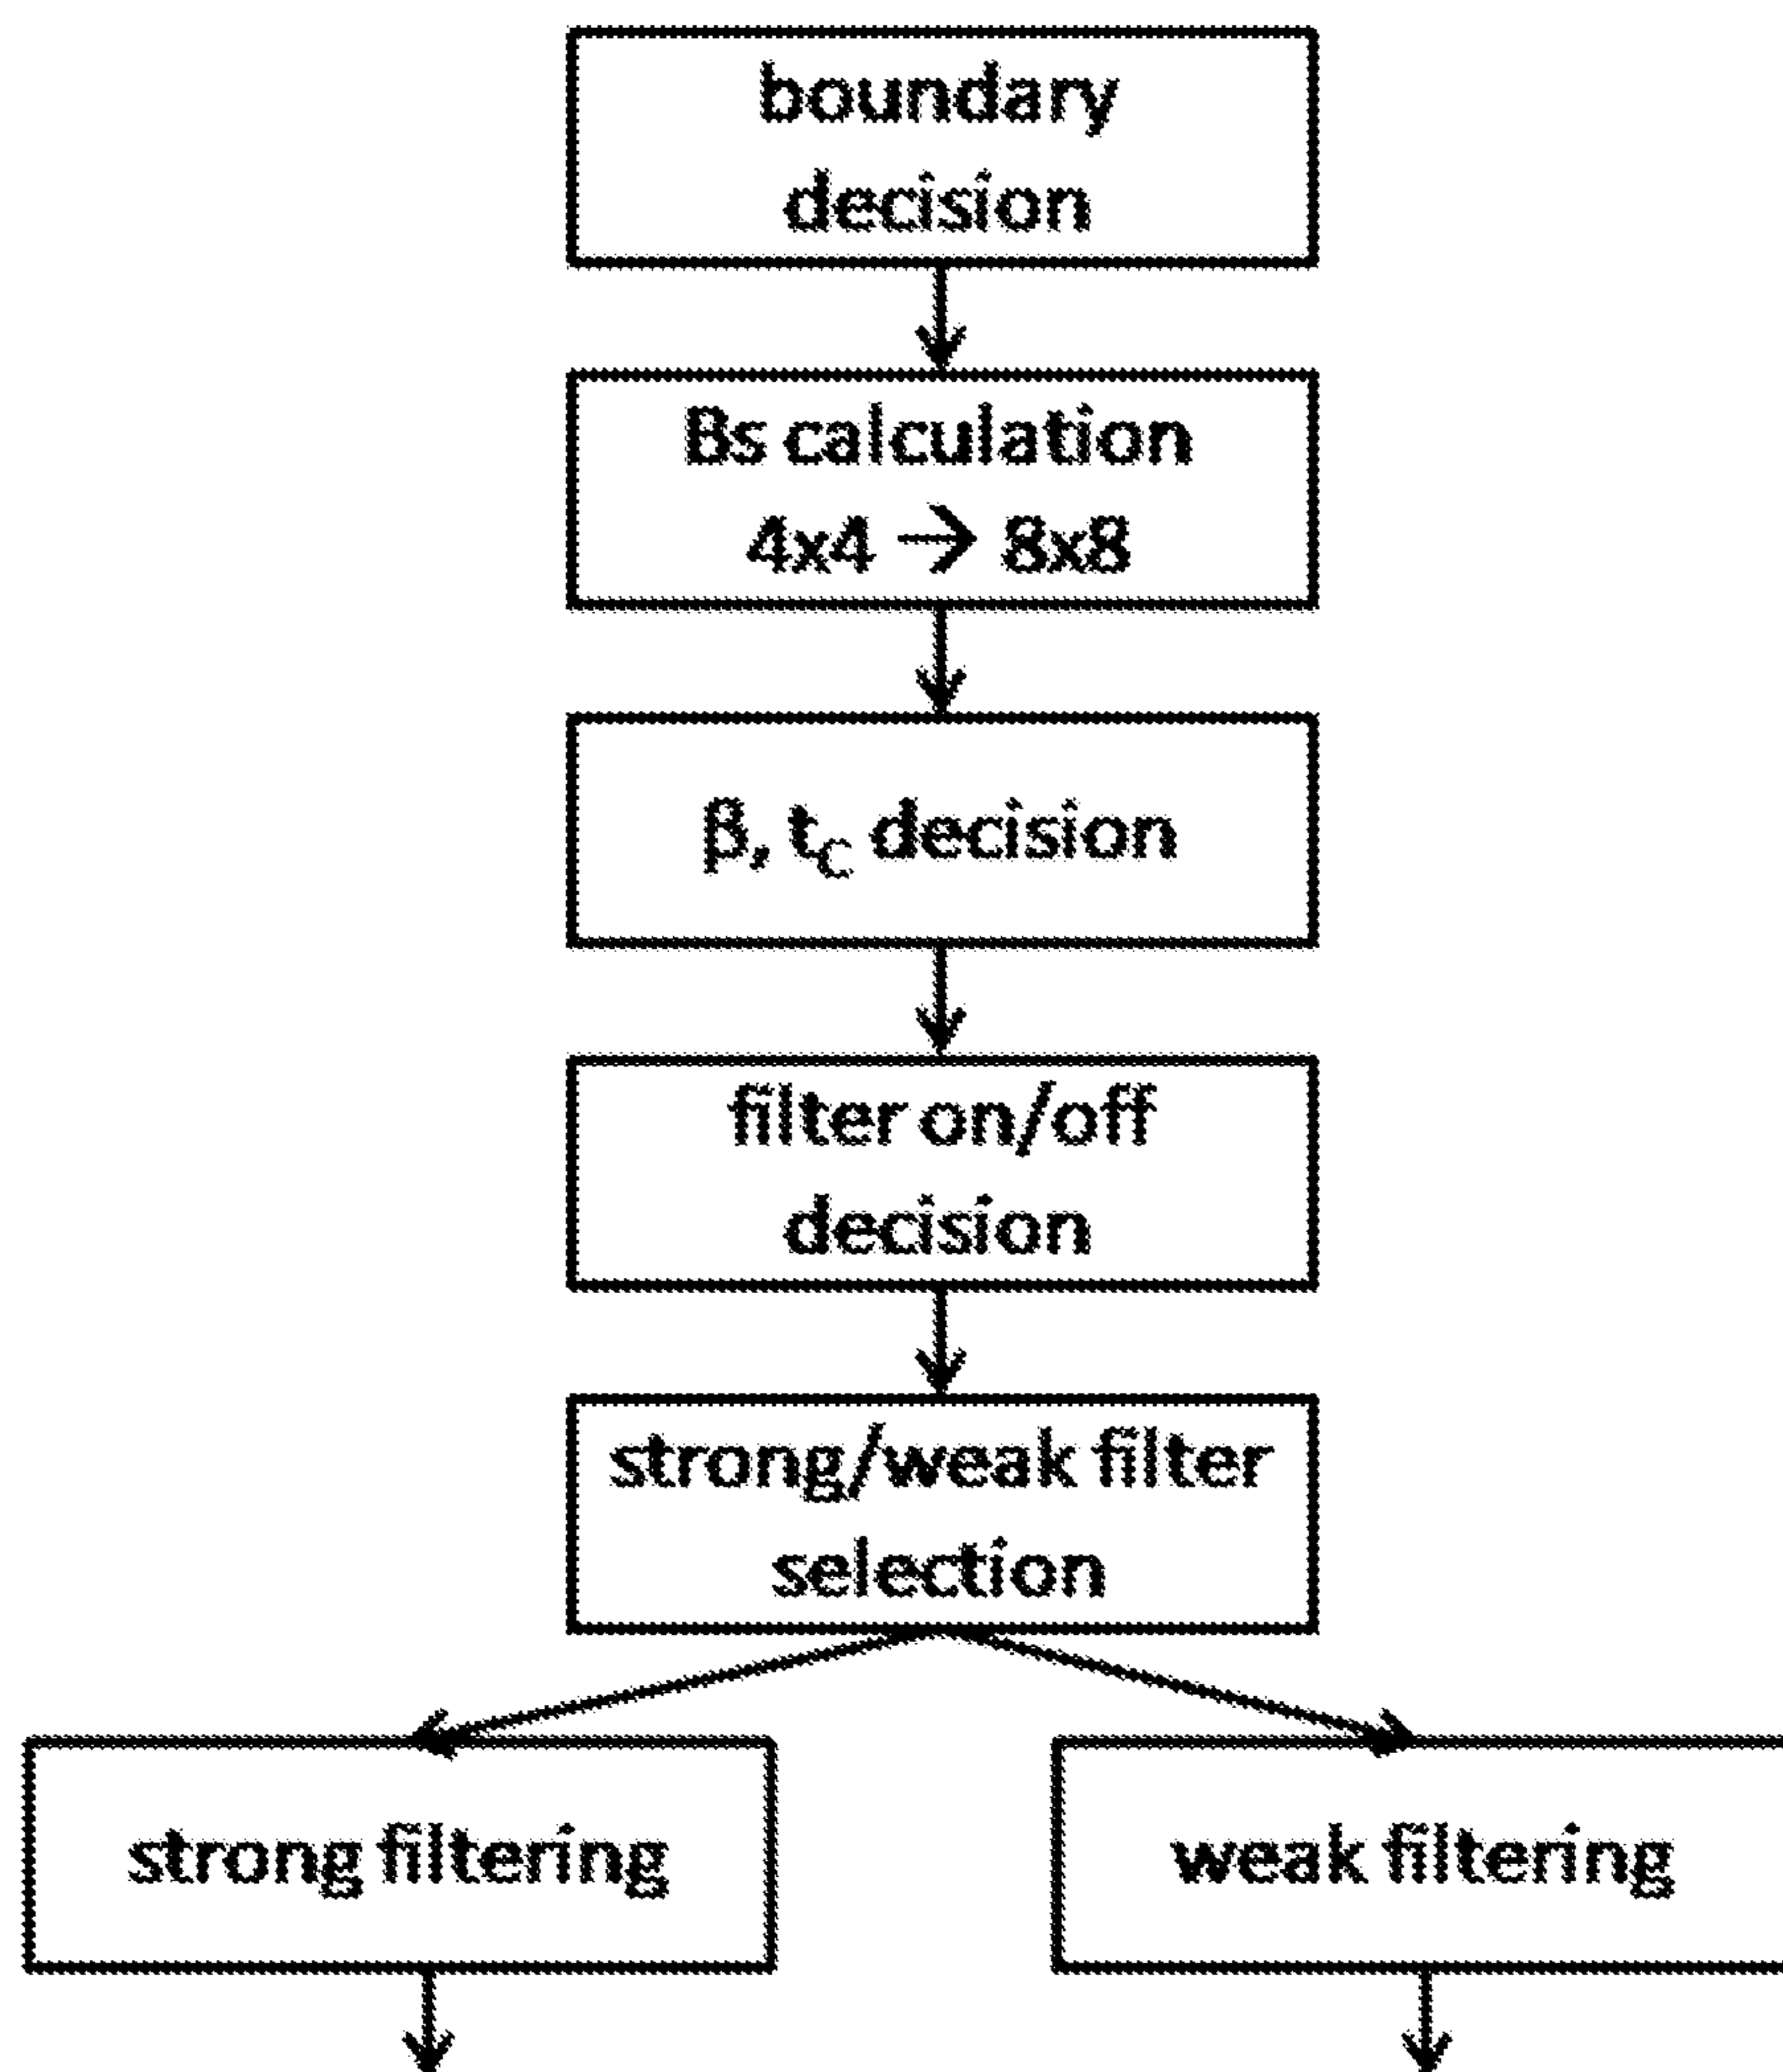 boundary
decision
Bs calculation
4x4 → 8x8
β, tC decision
filter on/off
decision
strong/weak filter
selection
strong filtering
weak filtering